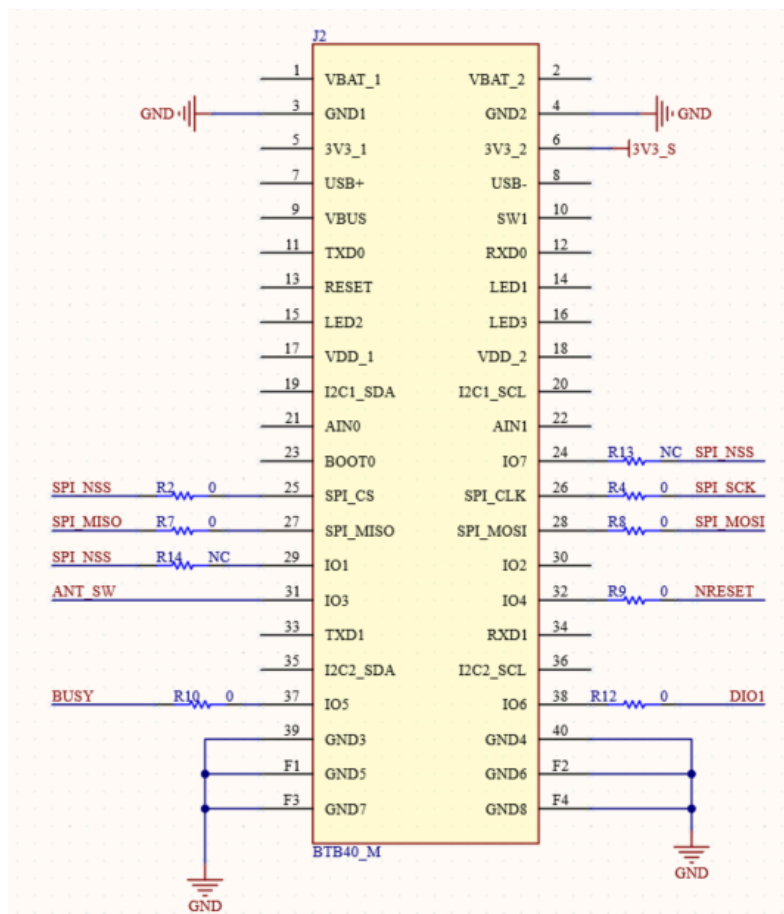 J2
1 VBAT_1 VBAT_2 2
GND 3 GND1 GND2 4 GND
5 3V3_1 3V3_2 6 3V3_S
7 USB+ USB- 8
9 VBUS SW1 10
11 TXD0 RXD0 12
13 RESET LED1 14
15 LED2 LED3 16
17 VDD_1 VDD_2 18
19 I2C1_SDA I2C1_SCL 20
21 AIN0 AIN1 22
23 BOOT0 IO7 24 R13 NC SPI_NSS
SPI_NSS R2 0 25 SPI_CS SPI_CLK 26 R4 0 SPI_SCK
SPI_MISO R7 0 27 SPI_MISO SPI_MOSI 28 R8 0 SPI_MOSI
SPI_NSS R14 NC 29 IO1 IO2 30
ANT_SW 31 IO3 IO4 32 R9 0 NRESET
33 TXD1 RXD1 34
35 I2C2_SDA I2C2_SCL 36
BUSY R10 0 37 IO5 IO6 38 R12 0 DIO1
39 GND3 GND4 40
F1 GND5 GND6 F2
F3 GND7 GND8 F4
BTB40_M
GND GND